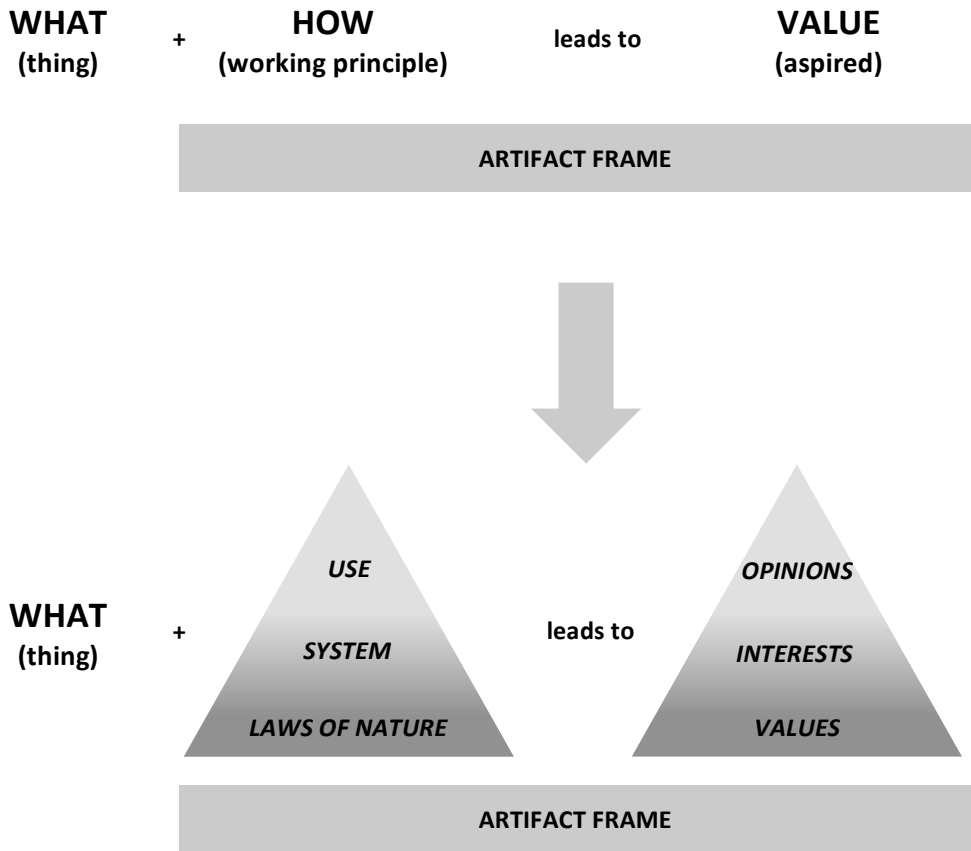 WHAT + HOW leads to VALUE
(thing) (working principle) (aspired)
ARTIFACT FRAME
USE OPINIONS
WHAT + SYSTEM leads to INTERESTS
(thing)
LAWS OF NATURE VALUES
ARTIFACT FRAME